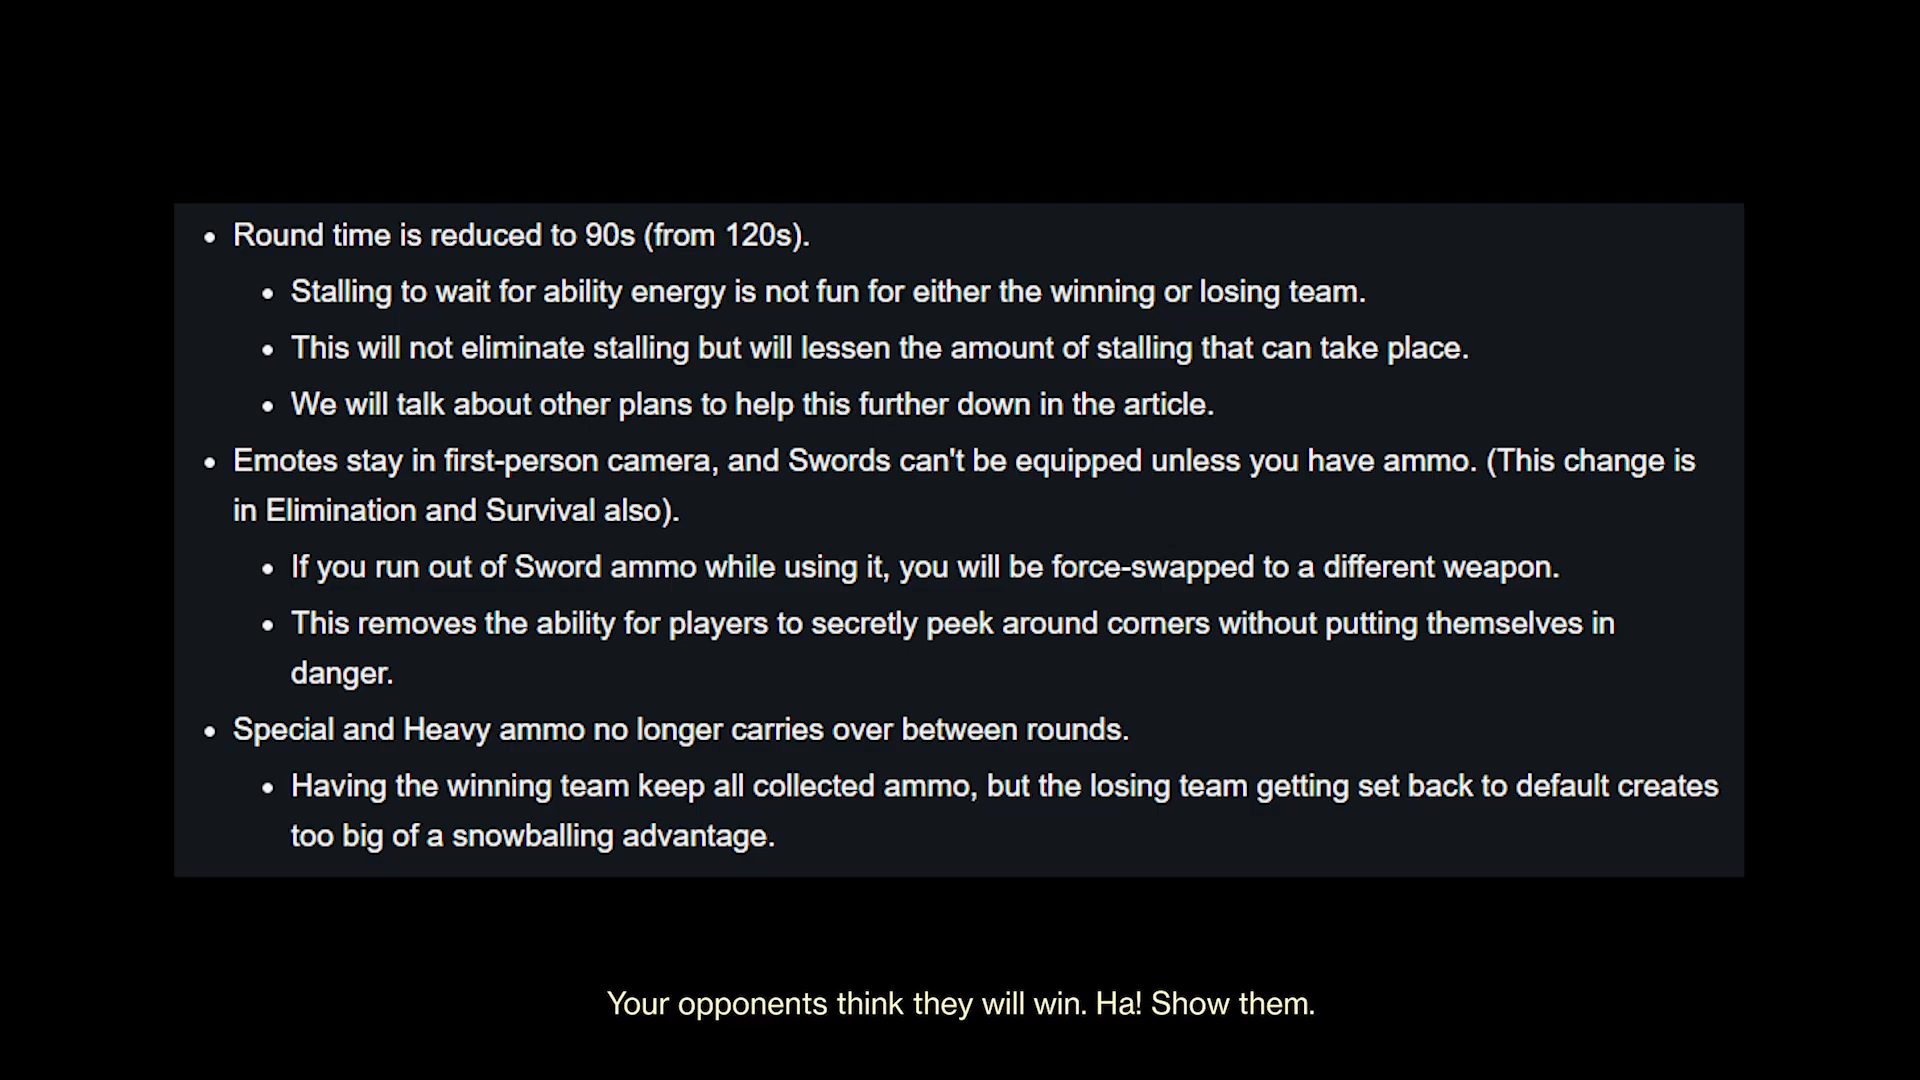 Round time is reduced to 90s (from 120s).
Stalling to wait for ability energy is not fun for either the winning or losing team.
This will not eliminate stalling but will lessen the amount of stalling that can take place.
We will talk about other plans to help this further down in the article.
Emotes stay in first-person camera, and Swords can't be equipped unless you have ammo. (This change is
in Elimination and Survival also).
If you run out of Sword ammo while using it, you will be force-swapped to a different weapon.
This removes the ability for players to secretly peek around corners without putting themselves in
danger.
Special and Heavy ammo no longer carries over between rounds.
Having the winning team keep all collected ammo, but the losing team getting set back to default creates
too big of a snowballing advantage.
Your opponents think they will win. Ha! Show them.